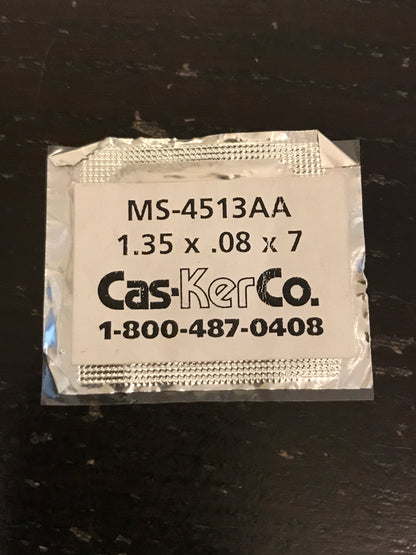 MS-4513AA
1.35 x .08 x 7
Cas-KerCo.
1-800-487-0408